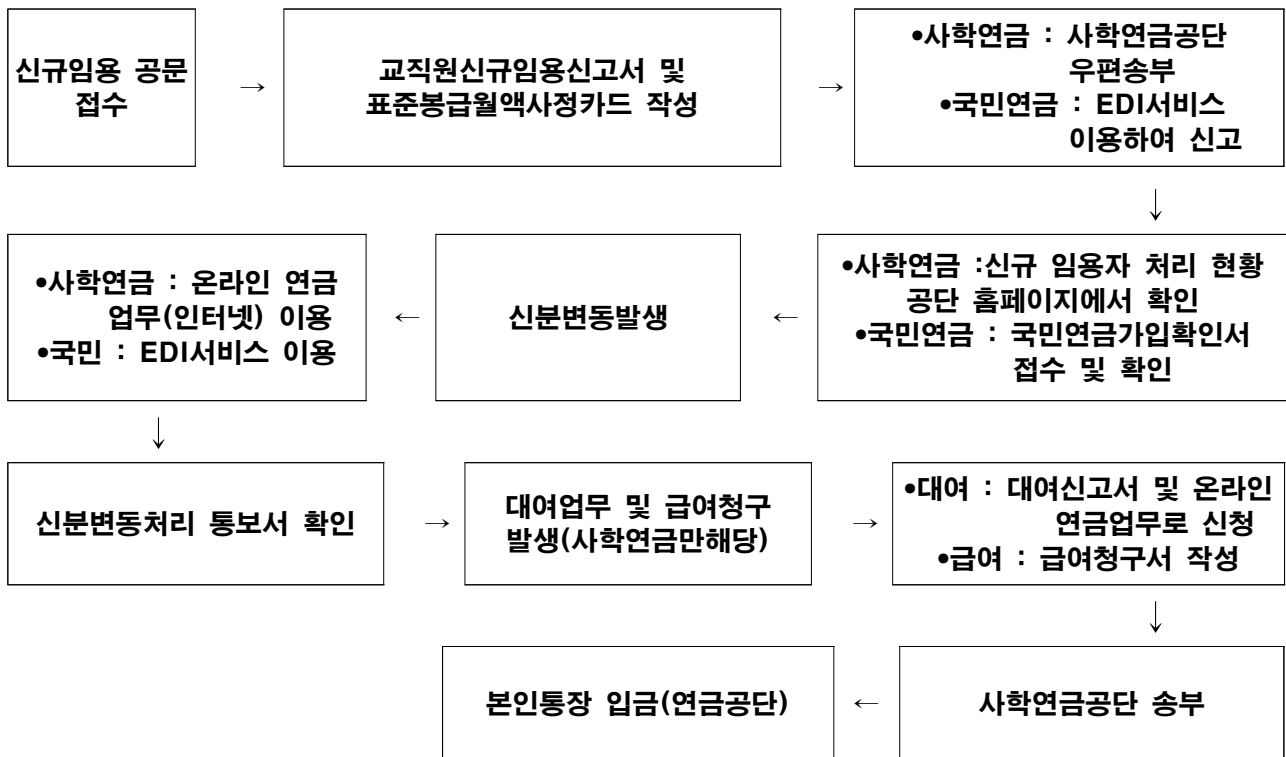 신규임용 공문
접수
→
교직원신규임용신고서 및
표준봉급월액사정카드 작성
→
•사학연금 : 사학연금공단
우편송부
•국민연금 : EDI서비스
이용하여 신고
↓
•사학연금 :신규 임용자 처리 현황
공단 홈페이지에서 확인
•국민연금 : 국민연금가입확인서
접수 및 확인
←
신분변동발생
←
•사학연금 : 온라인 연금
업무(인터넷) 이용
•국민 : EDI서비스 이용
↓
신분변동처리 통보서 확인
→
대여업무 및 급여청구
발생(사학연금만해당)
→
•대여 : 대여신고서 및 온라인
연금업무로 신청
•급여 : 급여청구서 작성
↓
사학연금공단 송부
←
본인통장 입금(연금공단)